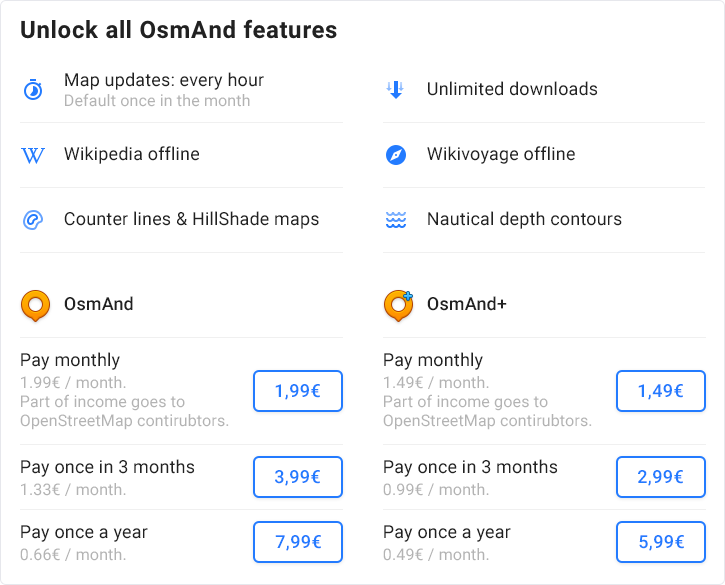 Unlock all OsmAnd features
Map updates: every hour
Default once in the month
Unlimited downloads
Wikipedia offline
Wikivoyage offline
Counter lines & HillShade maps
Nautical depth contours
OsmAnd
Pay monthly
1.99€ / month.
Part of income goes to
OpenStreetMap contirubtors.
1,99€
Pay once in 3 months
1.33€ / month.
3,99€
Pay once a year
0.66€ / month.
7,99€
OsmAnd+
Pay monthly
1.49€ / month.
Part of income goes to
OpenStreetMap contirubtors.
1,49€
Pay once in 3 months
0.99€ / month.
2,99€
Pay once a year
0.49€ / month.
5,99€